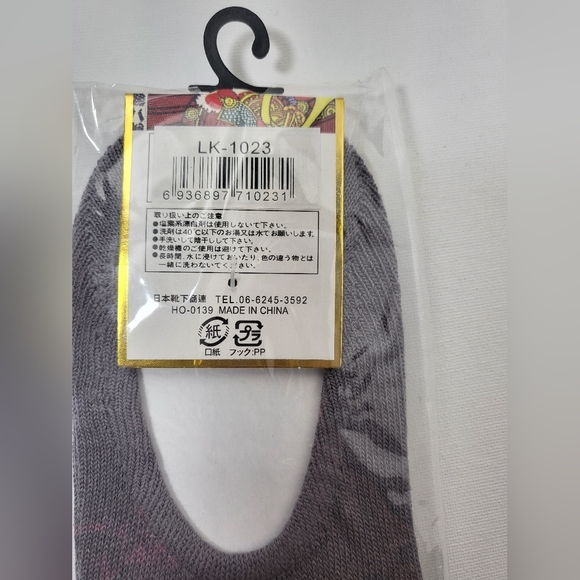 LK-1023
6 936897 710231
取り扱い上のご注意
●塩素系漂白剤は使用しないで下さい。
●洗剤は40℃以下のお湯又は水でお願いします。
●手洗いして陰干しして下さい。
●乾燥機のご使用は避けて下さい。
●長時間、水に浸けておいたり、色の違う物とは
一緒に洗わないてください。
日本靴下商連 TEL.06-6245-3592
HO-0139 MADE IN CHINA
紙 プラ
口紙 フック:PP